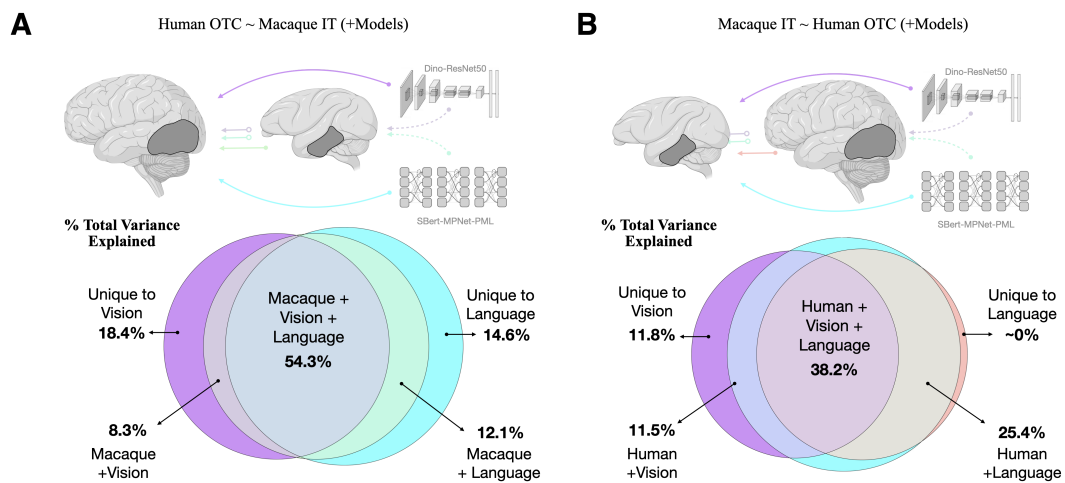 A
Human OTC ~ Macaque IT (+Models)
Dino-ResNet50
SBert-MPNet-PML
% Total Variance
Explained
Unique to
Vision
18.4%
Macaque +
Vision +
Language
54.3%
Unique to
Language
14.6%
8.3%
Macaque
+Vision
12.1%
Macaque
+ Language
B
Macaque IT ~ Human OTC (+Models)
Dino-ResNet50
SBert-MPNet-PML
% Total Variance
Explained
Unique to
Vision
11.8%
Human +
Vision +
Language
38.2%
Unique to
Language
~0%
11.5%
Human
+Vision
25.4%
Human
+Language